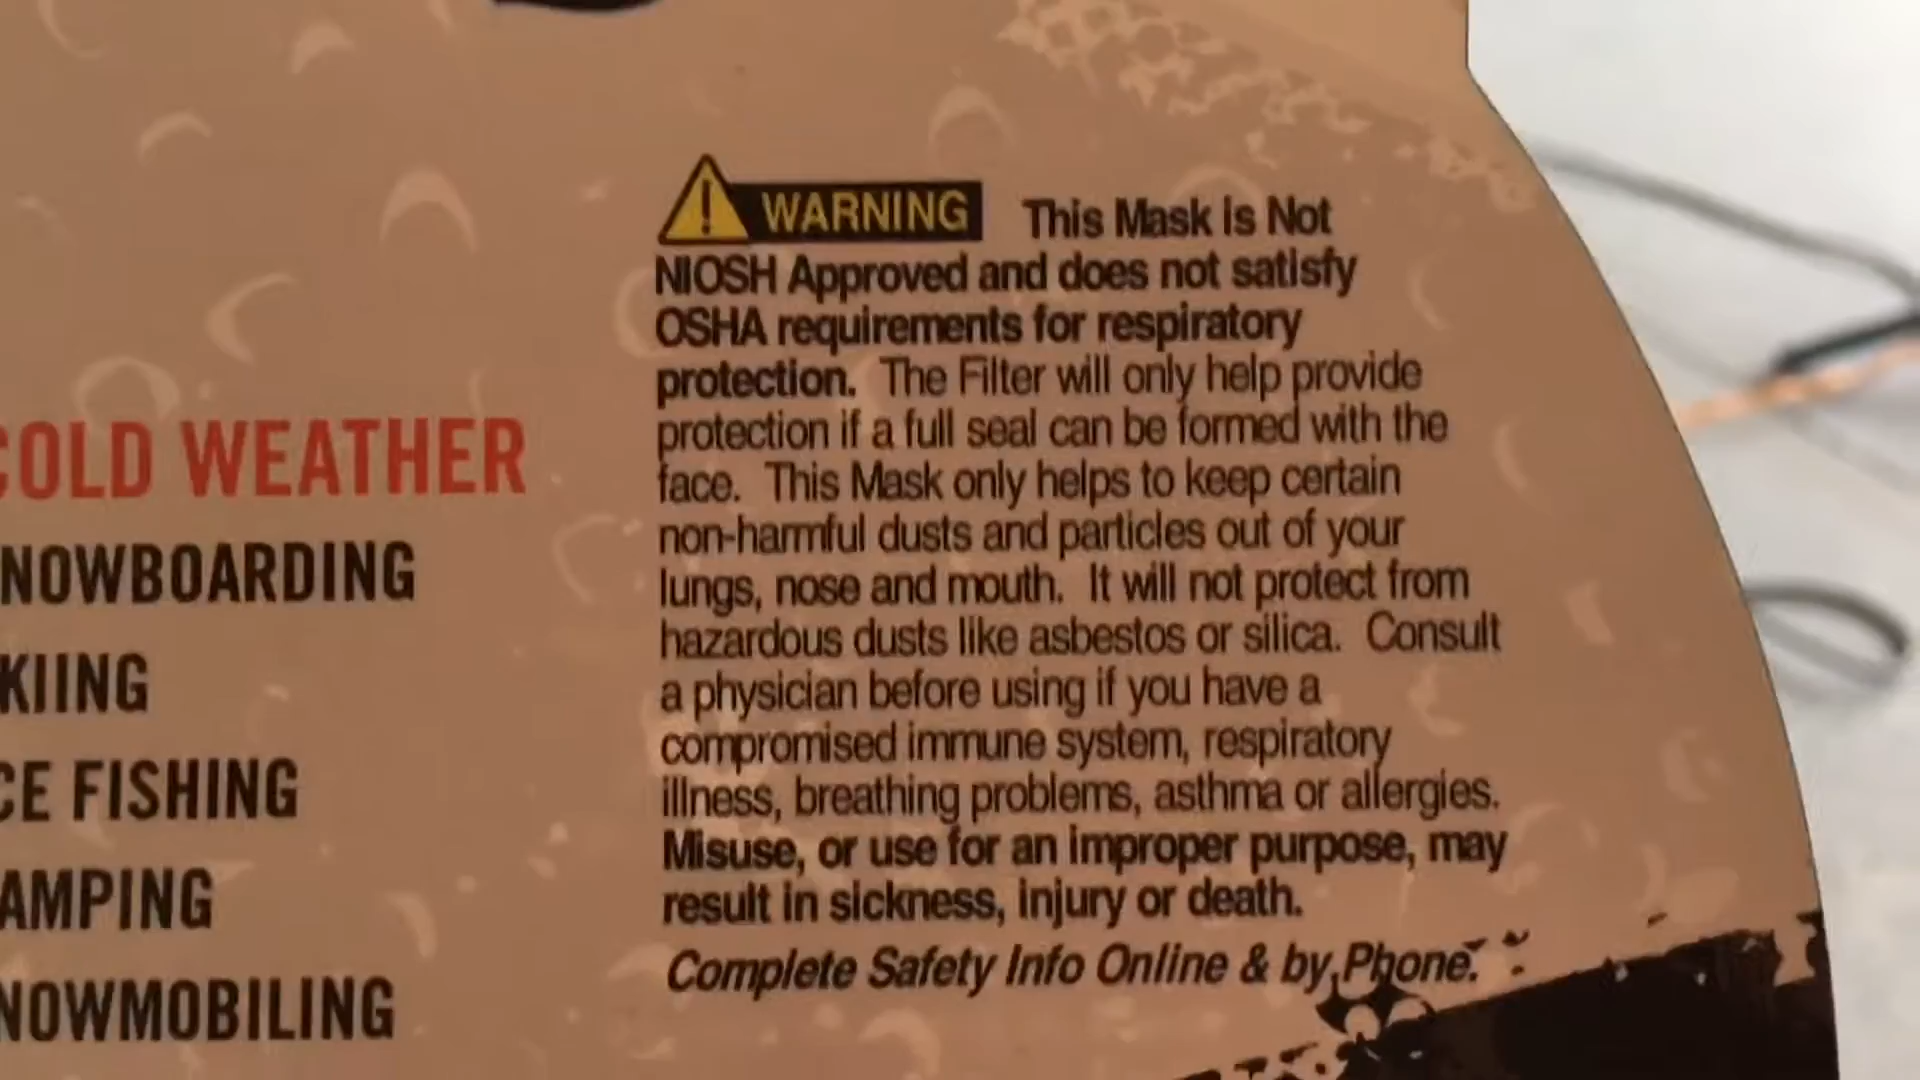 COLD WEATHER
NOWBOARDING
KIING
CE FISHING
AMPING
NOWMOBILING
WARNING This Mask is Not
NIOSH Approved and does not satisfy
OSHA requirements for respiratory
protection. The Filter will only help provide
protection if a full seal can be formed with the
face. This Mask only helps to keep certain
non-harmful dusts and particles out of your
lungs, nose and mouth. It will not protect from
hazardous dusts like asbestos or silica. Consult
a physician before using if you have a
compromised immune system, respiratory
illness, breathing problems, asthma or allergies.
Misuse, or use for an improper purpose, may
result in sickness, injury or death.
Complete Safety Info Online & by Phone.